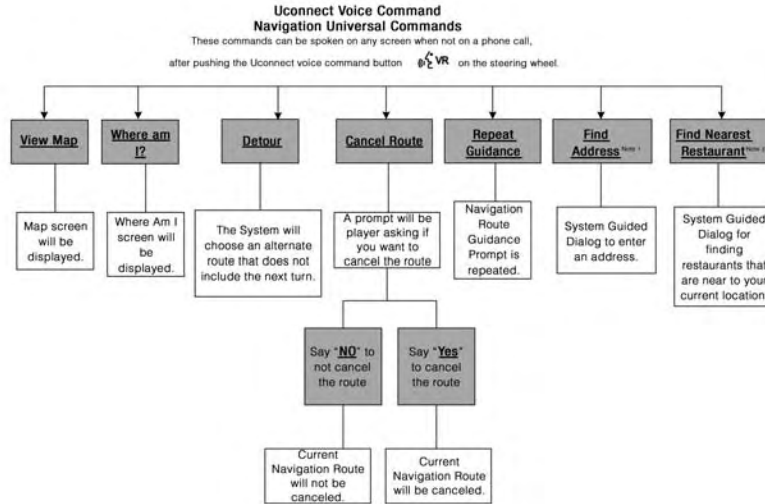 Uconnect Voice Command
Navigation Universal Commands
These commands can be spoken on any screen when not on a phone call,
after pushing the Uconnect voice command button VR on the steering wheel.
View Map
Where am
I?
Detour
Cancel Route
Repeat
Guidance
Find
Address Note 1
Find Nearest
Restaurant Note 2
Map screen
will be
displayed.
Where Am I
screen will
be
displayed.
The System will
choose an alternate
route that does not
include the next turn.
A prompt will be
player asking if
you want to
cancel the route
Navigation
Route
Guidance
Prompt is
repeated.
System Guided
Dialog to enter
an address.
System Guided
Dialog for
finding
restaurants that
are near to your
current location
Say "NO" to
not cancel
the route
Say "Yes"
to cancel
the route
Current
Navigation Route
will not be
canceled.
Current
Navigation Route
will be canceled.